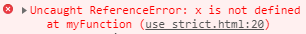 Uncaught ReferenceError: x is not defined
at myFunction (use strict.html:20)